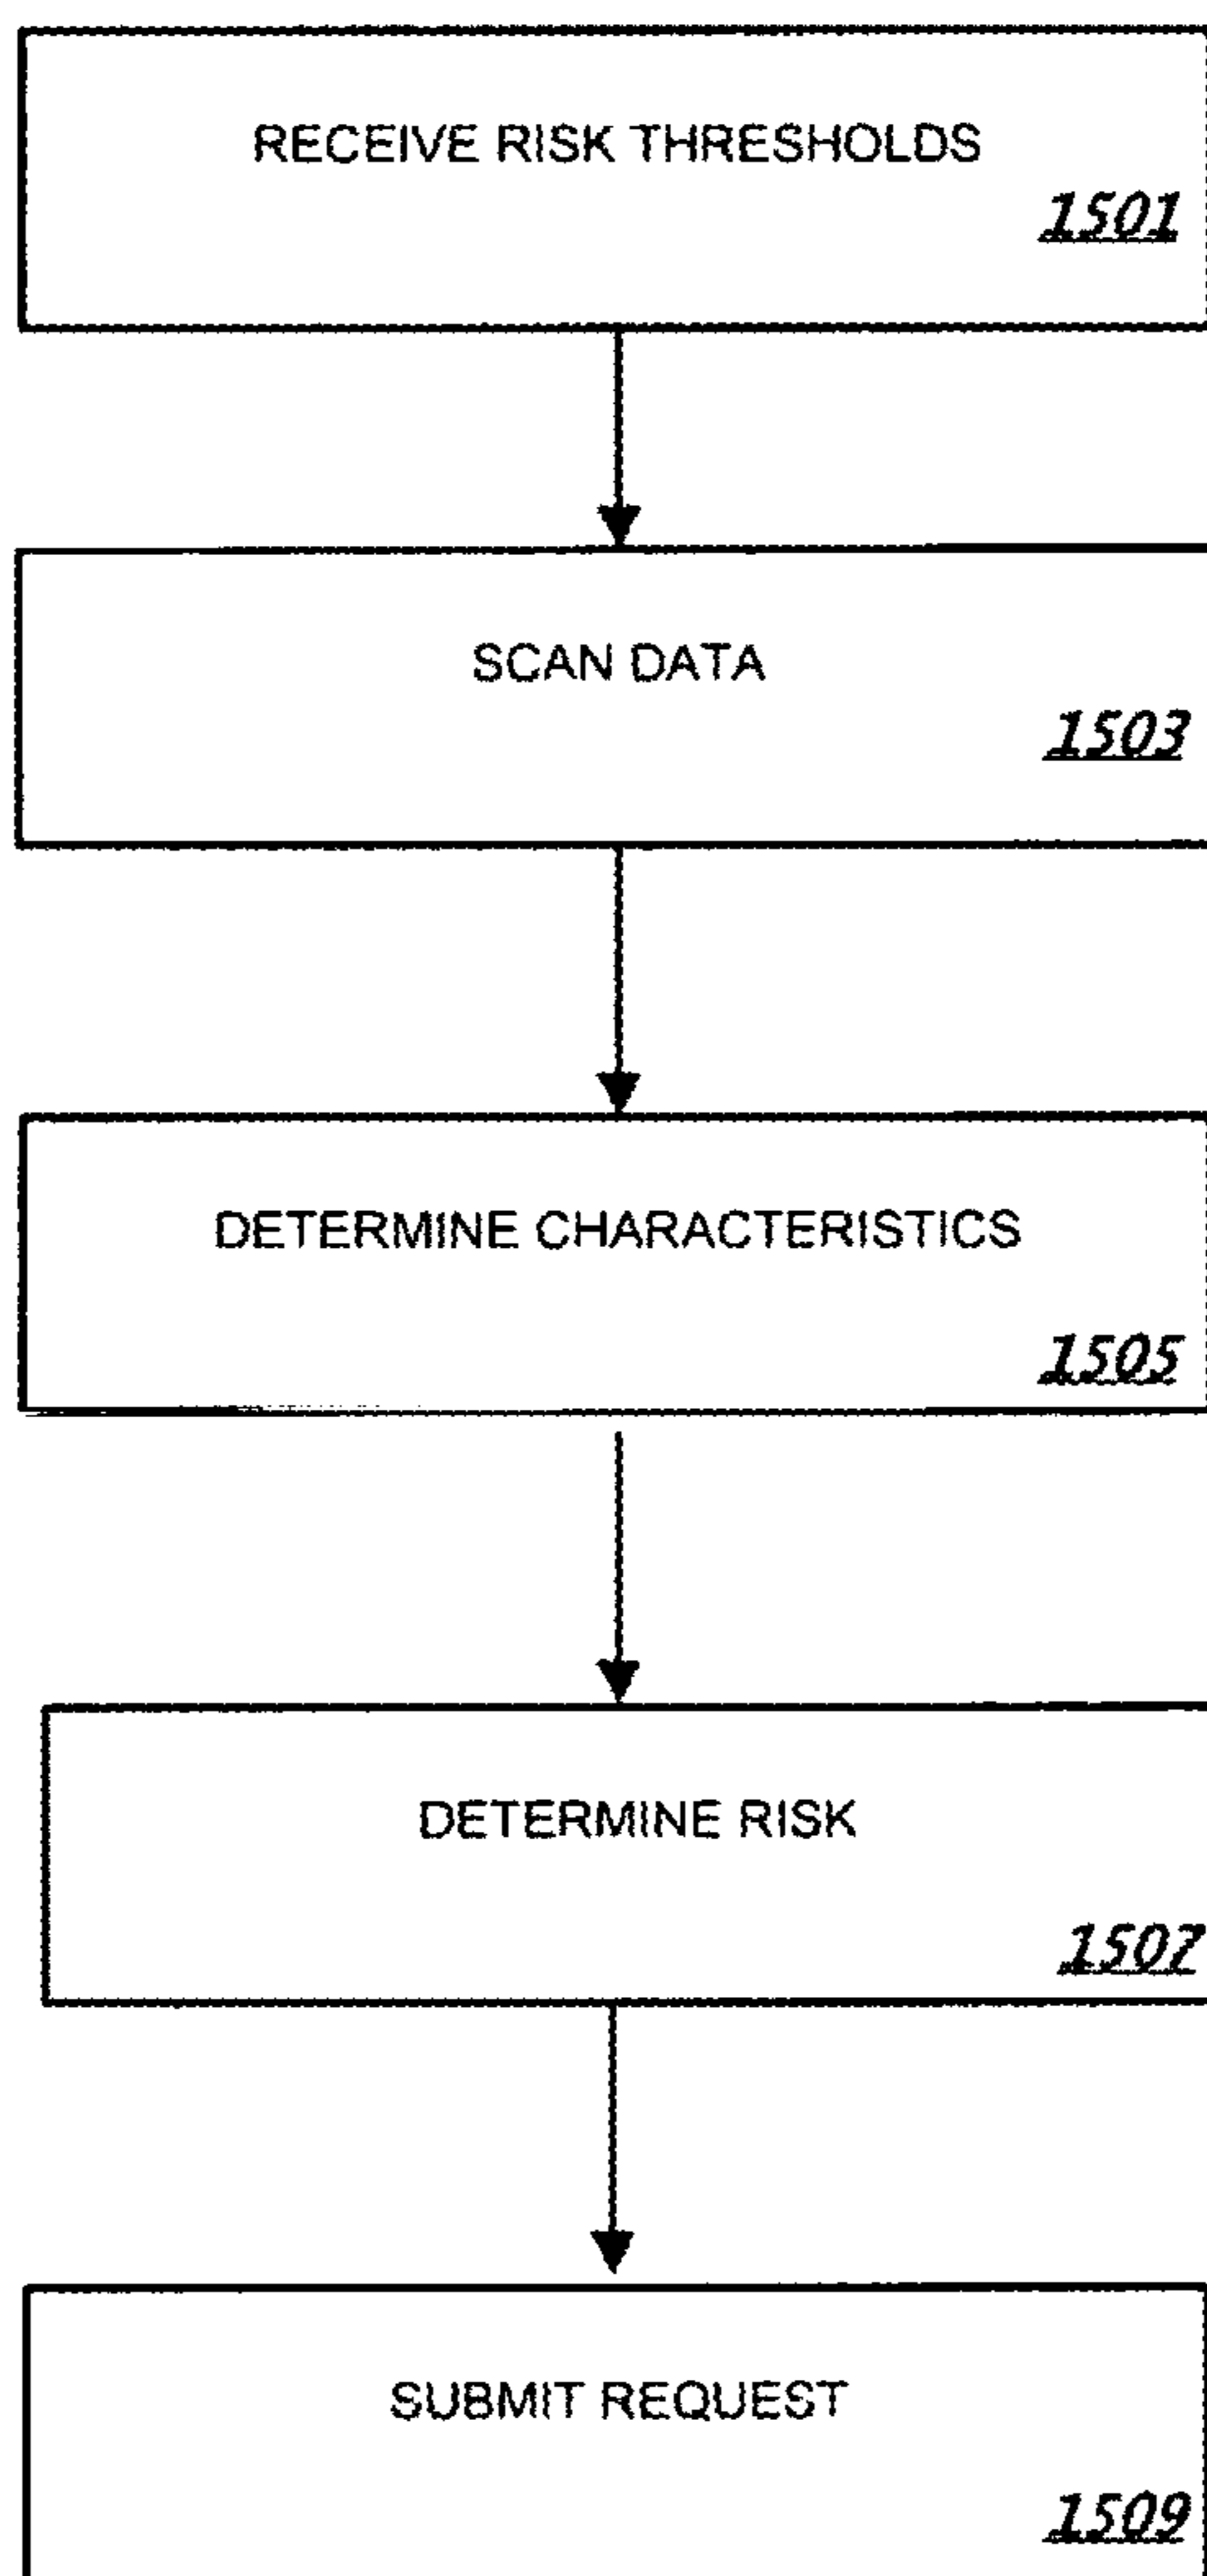 RECEIVE RISK THRESHOLDS
1501
SCAN DATA
1503
DETERMINE CHARACTERISTICS
1505
DETERMINE RISK
1507
SUBMIT REQUEST
1509